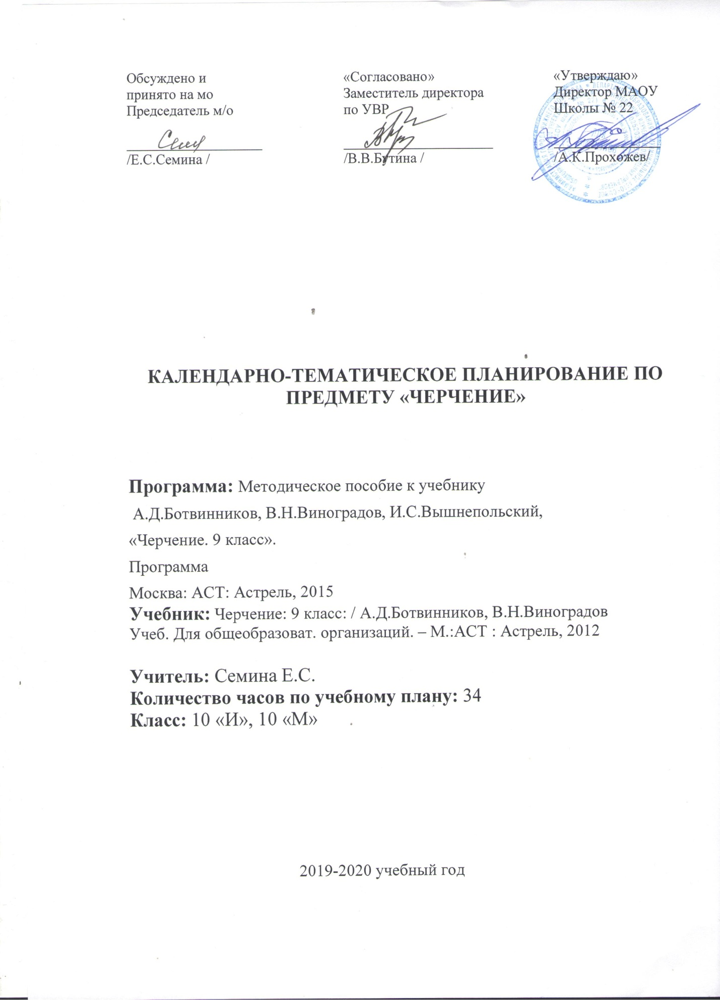 Обсуждено и
принято на мо
Председатель м/о
/Е.С.Семина /
«Согласовано»
Заместитель директора
по УВР
/В.В.Бутина /
«Утверждаю»
Директор МАОУ
Школы № 22
/А.К.Прохожев/
КАЛЕНДАРНО-ТЕМАТИЧЕСКОЕ ПЛАНИРОВАНИЕ ПО
ПРЕДМЕТУ «ЧЕРЧЕНИЕ»
Программа: Методическое пособие к учебнику
А.Д.Ботвинников, В.Н.Виноградов, И.С.Вышнепольский,
«Черчение. 9 класс».
Программа
Москва: АСТ: Астрель, 2015
Учебник: Черчение: 9 класс: / А.Д.Ботвинников, В.Н.Виноградов
Учеб. Для общеобразоват. организаций. – М.:АСТ : Астрель, 2012
Учитель: Семина Е.С.
Количество часов по учебному плану: 34
Класс: 10 «И», 10 «М»
2019-2020 учебный год